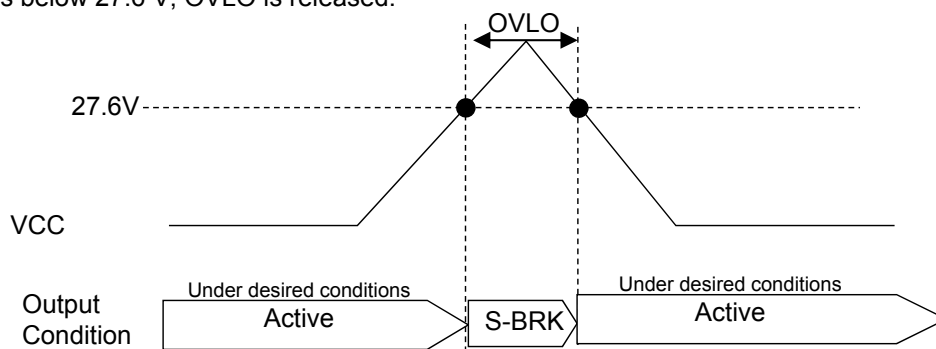 s below 27.6 V, OVLO is released.
OVLO
27.6V
VCC
Under desired conditions
Under desired conditions
Output
Condition
Active
S-BRK
Active